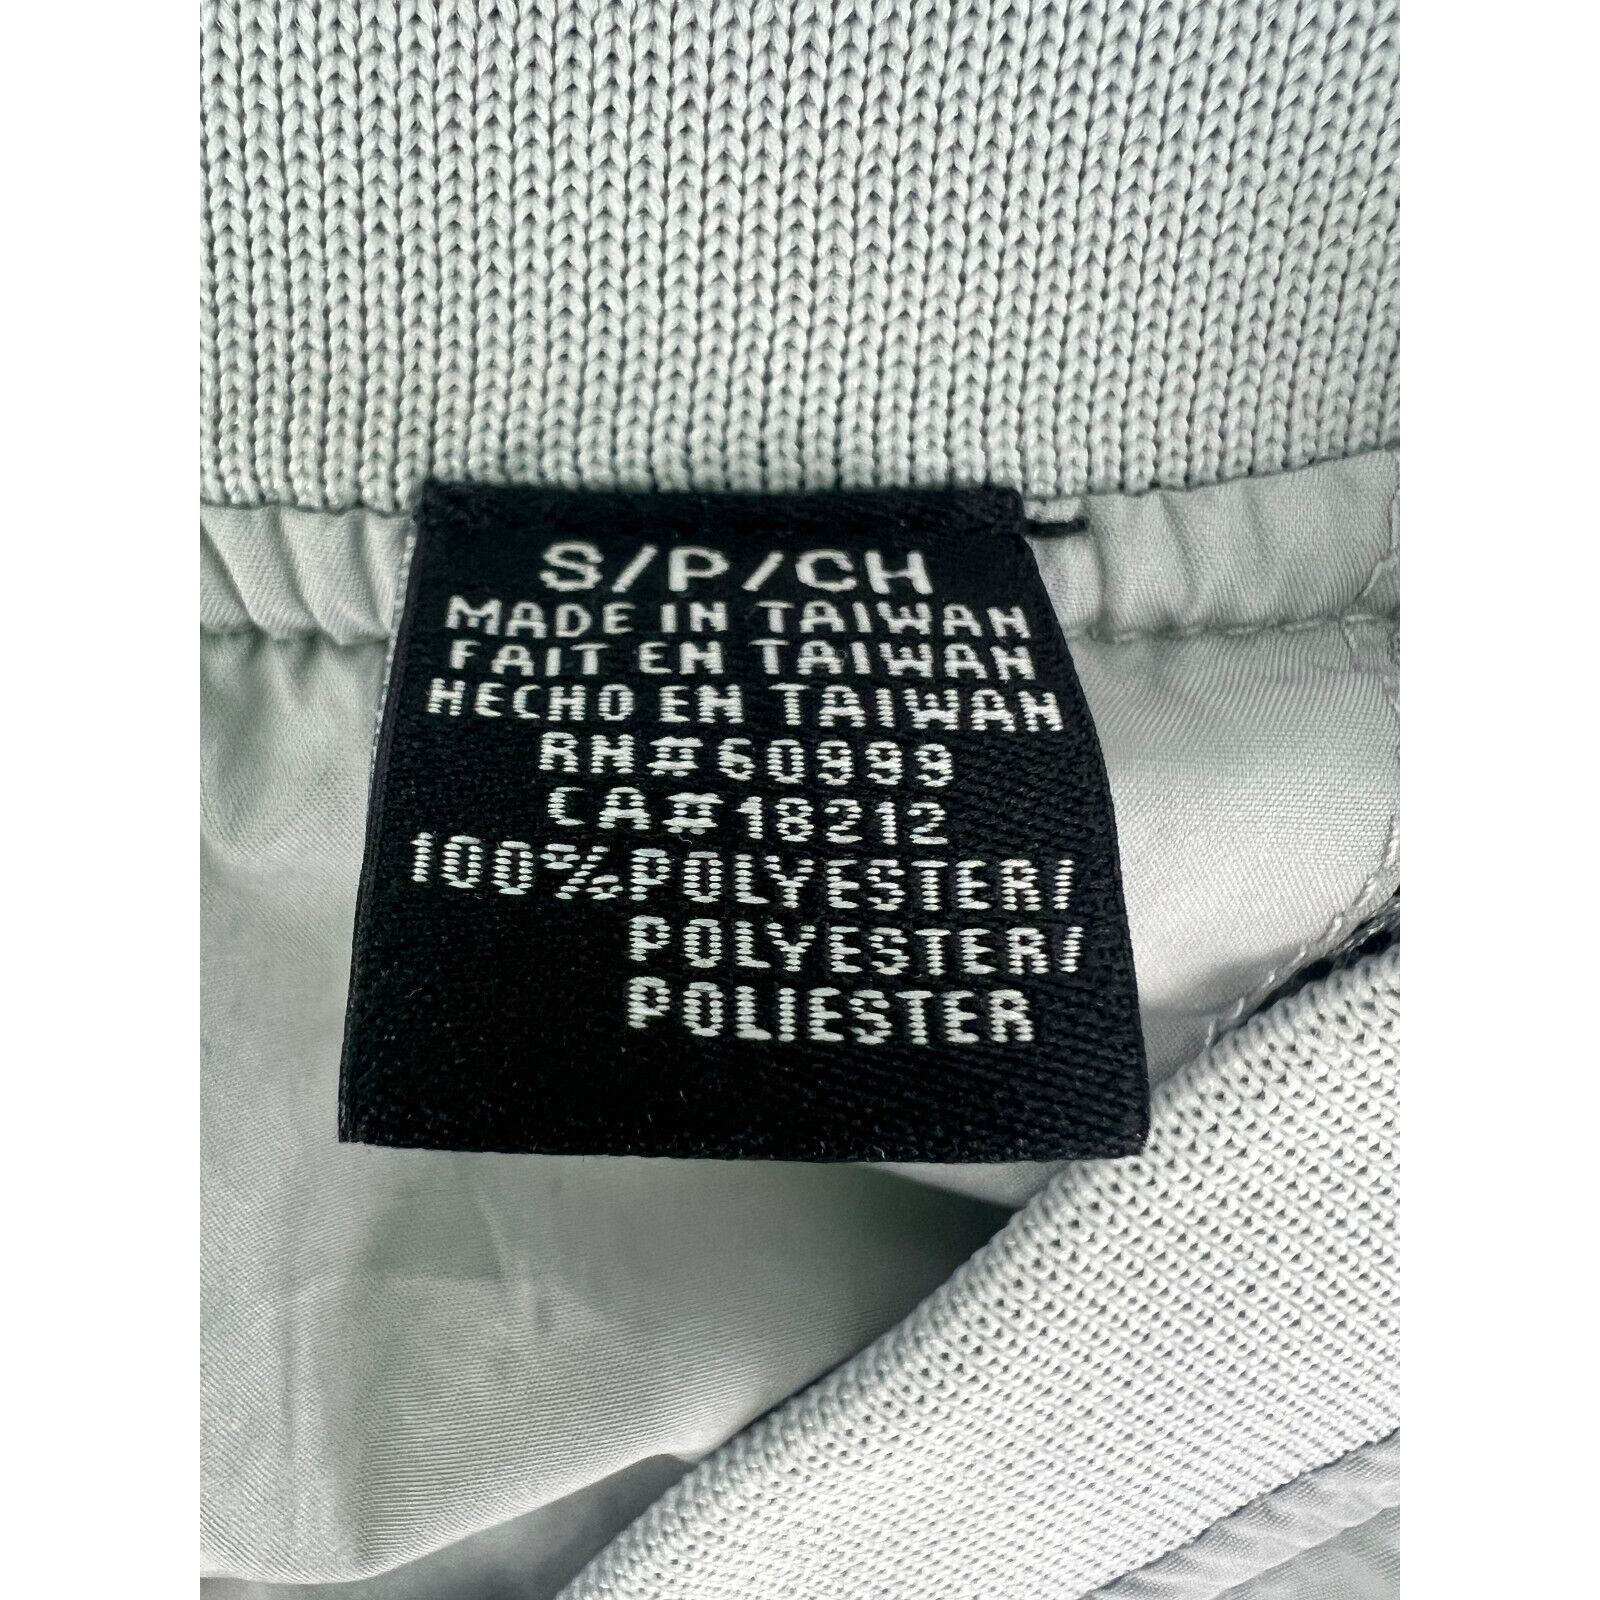 S/P/CH
MADE IN TAIWAN
FAIT EN TAIWAN
HECHO EN TAIWAN
RN#60999
CA#18212
100%POLYESTER/
POLYESTER/
POLIESTER